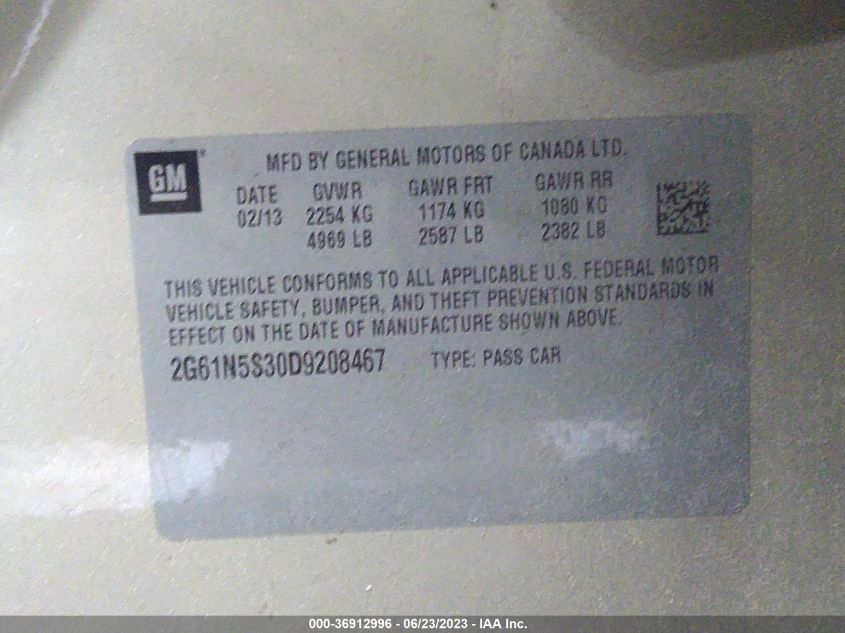 GM
MFD BY GENERAL MOTORS OF CANADA LTD.
DATE GVWR GAWR FRT GAWR RR
02/13 2254 KG 1174 KG 1080 KG
4969 LB 2587 LB 2382 LB
THIS VEHICLE CONFORMS TO ALL APPLICABLE U.S. FEDERAL MOTOR
VEHICLE SAFETY, BUMPER, AND THEFT PREVENTION STANDARDS IN
EFFECT ON THE DATE OF MANUFACTURE SHOWN ABOVE.
2G61N5S30D9208467 TYPE: PASS CAR
000-36912996 - 06/23/2023 - IAA Inc.